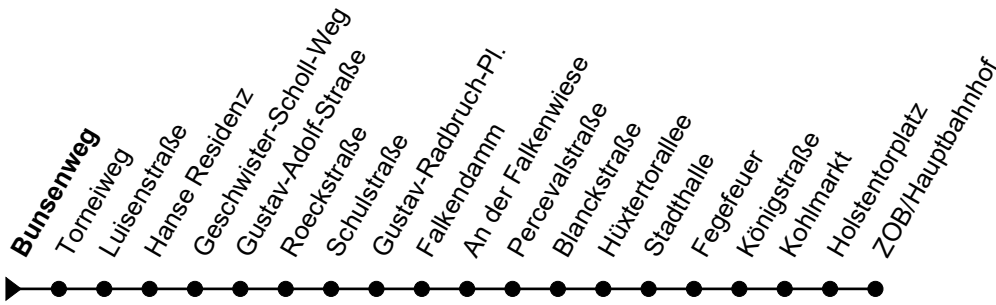 Bunsenweg
Torneiweg
Luisenstraße
Hanse Residenz
Geschwister-Scholl-Weg
Gustav-Adolf-Straße
Roeckstraße
Schulstraße
Gustav-Radbruch-Pl.
Falkendamm
An der Falkenwiese
Percevalstraße
Blanckstraße
Hüxtertorallee
Stadthalle
Fegefeuer
Königstraße
Kohlmarkt
Holstentorplatz
ZOB/Hauptbahnhof